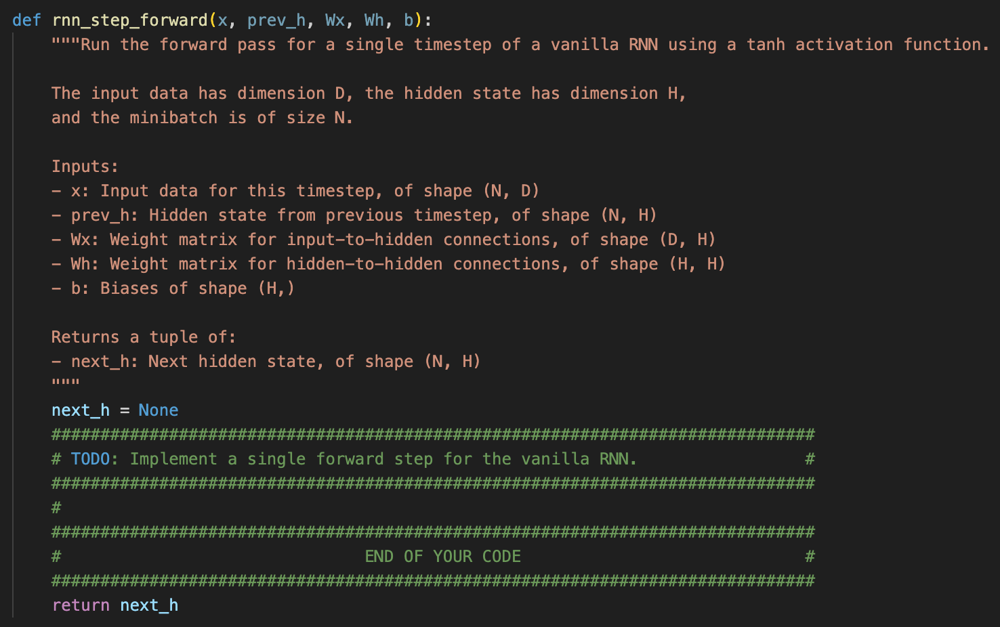 def rnn_step_forward(x, prev_h, Wx, Wh, b):
    """Run the forward pass for a single timestep of a vanilla RNN using a tanh activation function.

    The input data has dimension D, the hidden state has dimension H,
    and the minibatch is of size N.

    Inputs:
    - x: Input data for this timestep, of shape (N, D)
    - prev_h: Hidden state from previous timestep, of shape (N, H)
    - Wx: Weight matrix for input-to-hidden connections, of shape (D, H)
    - Wh: Weight matrix for hidden-to-hidden connections, of shape (H, H)
    - b: Biases of shape (H,)

    Returns a tuple of:
    - next_h: Next hidden state, of shape (N, H)
    """
    next_h = None
    ##############################################################################
    # TODO: Implement a single forward step for the vanilla RNN.                 #
    ##############################################################################
    #
    ##############################################################################
    #                               END OF YOUR CODE                             #
    ##############################################################################
    return next_h